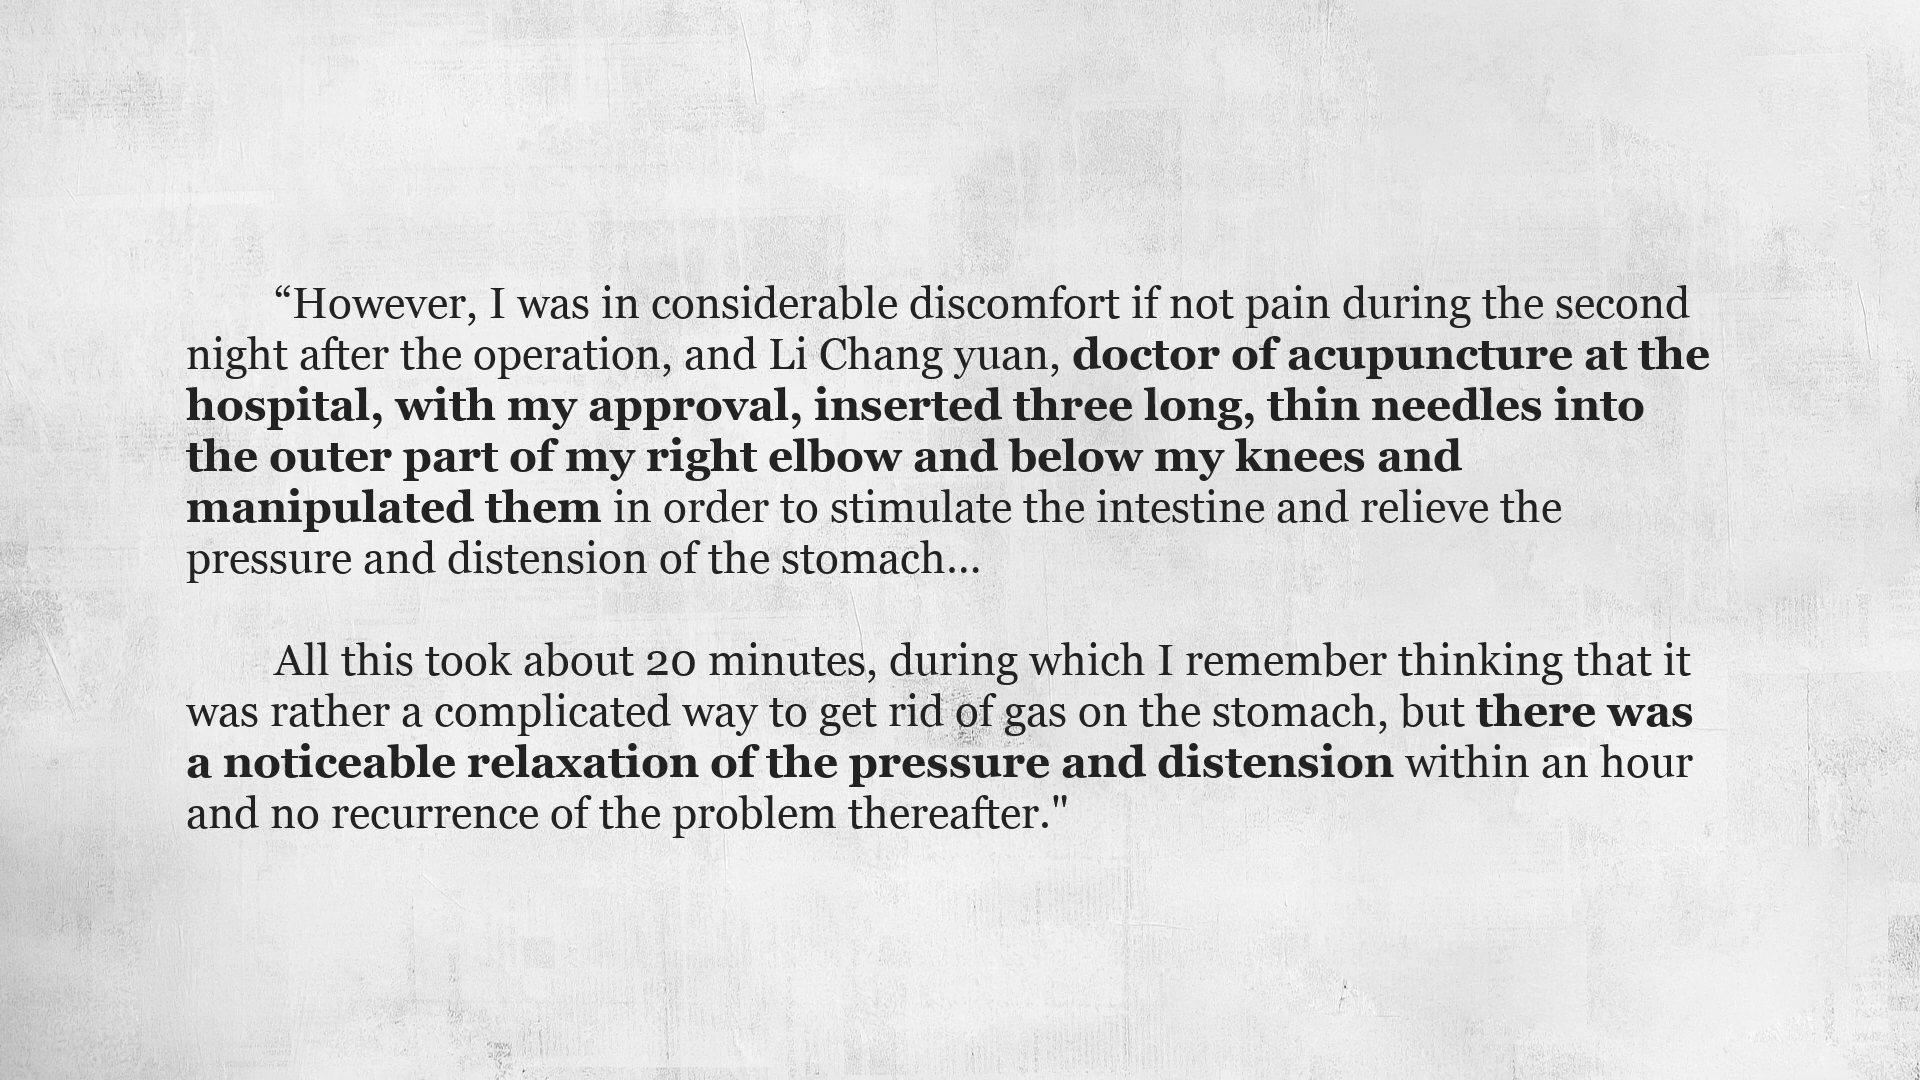 “However, I was in considerable discomfort if not pain during the second
night after the operation, and Li Chang yuan, doctor of acupuncture at the
hospital, with my approval, inserted three long, thin needles into
the outer part of my right elbow and below my knees and
manipulated them in order to stimulate the intestine and relieve the
pressure and distension of the stomach...
All this took about 20 minutes, during which I remember thinking that it
was rather a complicated way to get rid of gas on the stomach, but there was
a noticeable relaxation of the pressure and distension within an hour
and no recurrence of the problem thereafter."